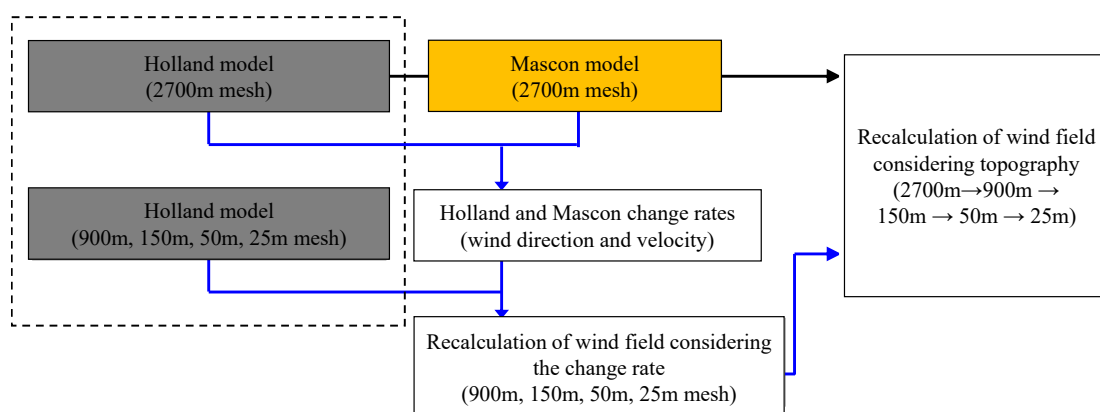 Holland model
(2700m mesh)
Mascon model
(2700m mesh)
Recalculation of wind field
considering topography
(2700m→900m →
150m → 50m → 25m)
Holland model
(900m, 150m, 50m, 25m mesh)
Holland and Mascon change rates
(wind direction and velocity)
Recalculation of wind field considering
the change rate
(900m, 150m, 50m, 25m mesh)